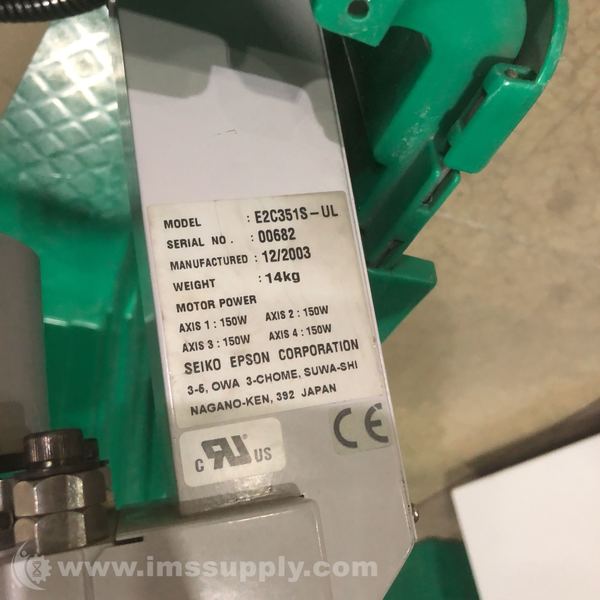 MODEL : E2C351S-UL
SERIAL NO. : 00682
MANUFACTURED : 12/2003
WEIGHT : 14kg
MOTOR POWER
AXIS 1 : 150W AXIS 2 : 150W
AXIS 3 : 150W AXIS 4 : 150W
SEIKO EPSON CORPORATION
3-5, OWA 3-CHOME, SUWA-SHI
NAGANO-KEN, 392 JAPAN
C RU US
CE
www.imssupply.com